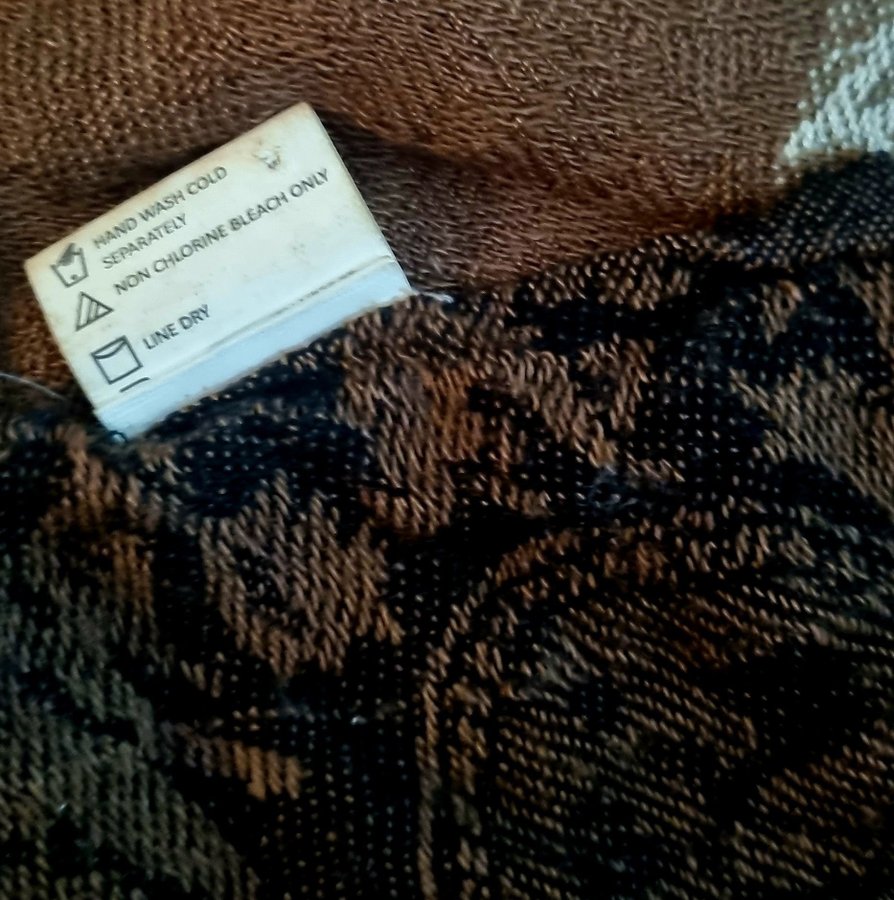 HAND WASH COLD
SEPARATELY
NON CHLORINE BLEACH ONLY
LINE DRY